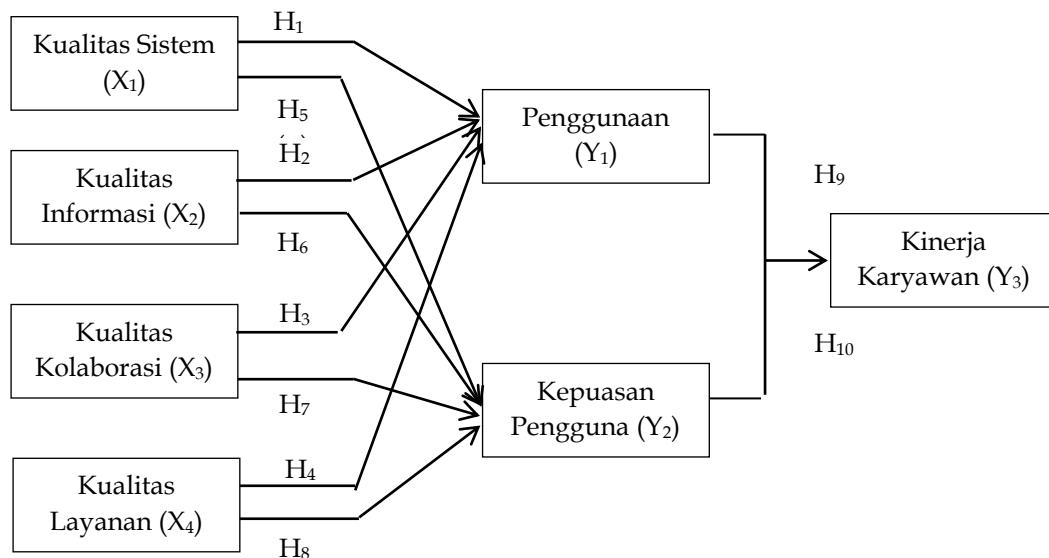 H₁
Kualitas Sistem
(X₁)
H₅
H₂
Penggunaan
(Y₁)
Kualitas
Informasi (X₂)
H₆
H₉
Kinerja
Karyawan (Y₃)
H₃
Kualitas
Kolaborasi (X₃)
H₇
H₁₀
Kepuasan
Pengguna (Y₂)
H₄
Kualitas
Layanan (X₄)
H₈